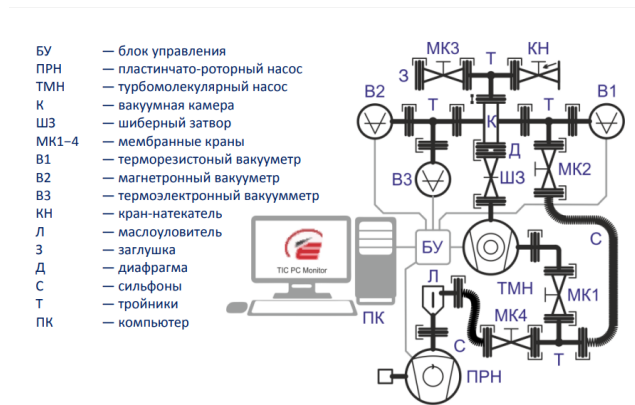 БУ — блок управления
ПРН — пластинчато-роторный насос
ТМН — турбомолекулярный насос
К — вакуумная камера
ШЗ — шиберный затвор
МК1–4 — мембранные краны
В1 — терморезистоный вакууметр
В2 — магнетронный вакууметр
В3 — термоэлектронный вакуумметр
КН — кран-натекатель
Л — маслоуловитель
З — заглушка
Д — диафрагма
С — сильфоны
Т — тройники
ПК — компьютер
МК3
Т
КН
З
В2
Т
К
Т
В1
Д
В3
ШЗ
МК2
С
TIC PC Monitor
БУ
ПК
Л
ТМН
МК1
МК4
С
Т
ПРН